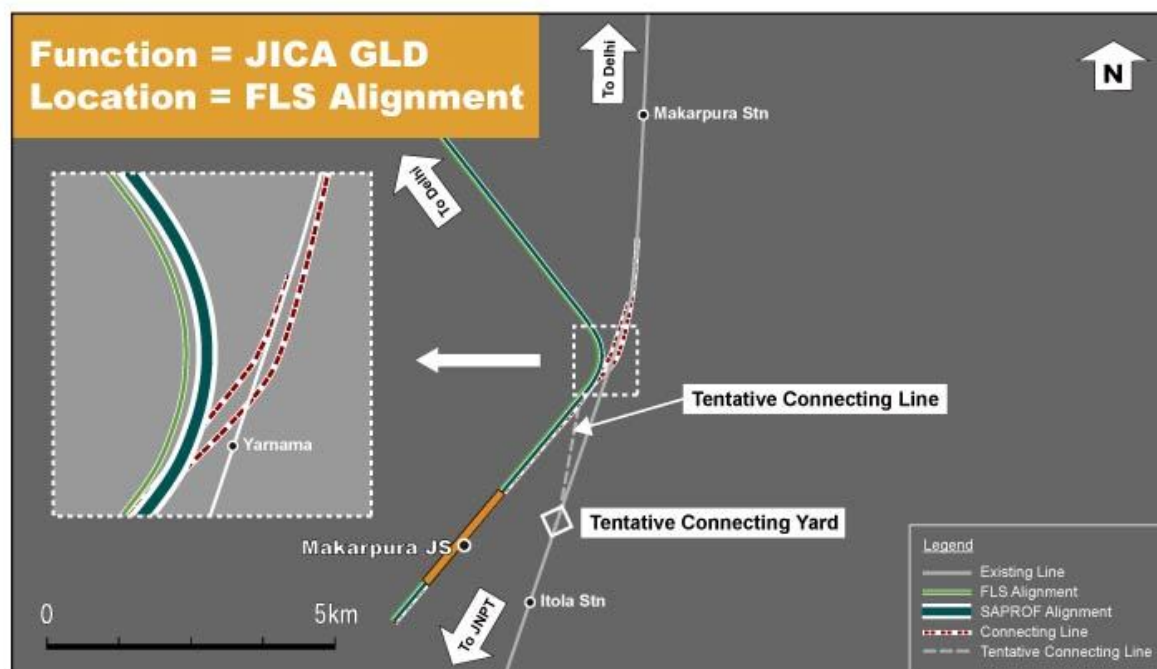 Function = JICA GLD
Location = FLS Alignment
To Delhi
N
Makarpura Stn
To Delhi
Yarnama
Tentative Connecting Line
Tentative Connecting Yard
Makarpura JS
Itola Stn
To JNPT
0 5km
Legend
Existing Line
FLS Alignment
SAPROF Alignment
Connecting Line
Tentative Connecting Line